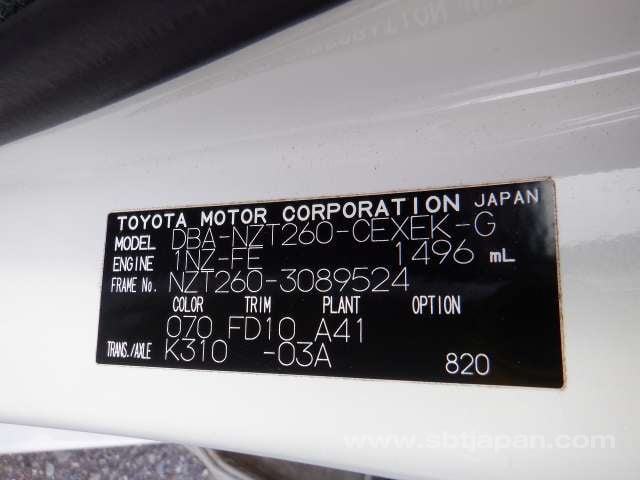 TOYOTA MOTOR CORPORATION JAPAN
MODEL DBA-NZT260-CEXEK-G
ENGINE 1NZ-FE 1496 mL
FRAME No. NZT260-3089524
COLOR TRIM PLANT OPTION
070 FD10 A41
TRANS./AXLE K310 -03A
820
www.sbtjapan.com